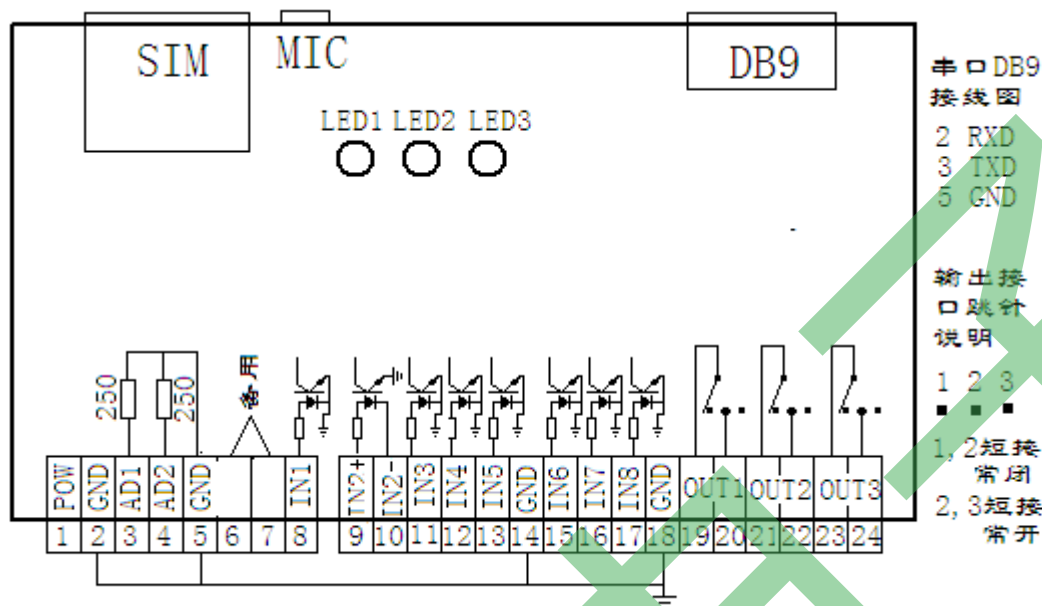 SIM
MIC
DB9
LED1 LED2 LED3
串口DB9
接线图
2 RXD
3 TXD
5 GND
输出接
口跳针
说明
1 2 3
1,2短接
常闭
2,3短接
常开
250
250
备用
POW
GND
AD1
AD2
GND
IN1
IN2+
IN2-
IN3
IN4
IN5
GND
IN6
IN7
IN8
GND
OUT1 OUT2 OUT3
1 2 3 4 5 6 7 8 9 10 11 12 13 14 15 16 17 18 19 20 21 22 23 24